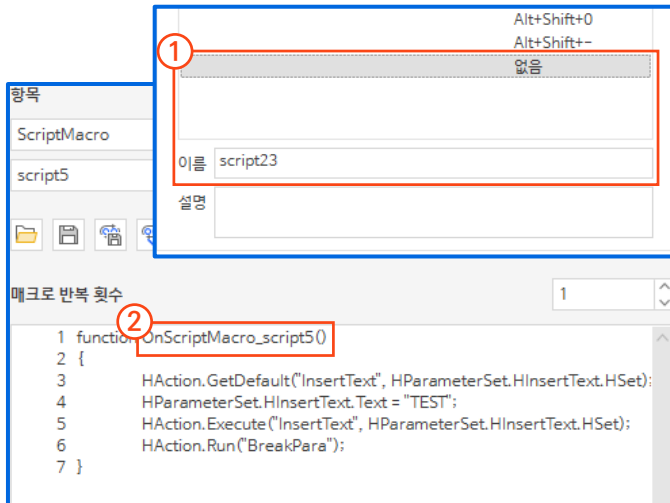 Alt+Shift+0
Alt+Shift+-
1
없음
이름 script23
설명
항목
ScriptMacro
script5
매크로 반복 횟수 1
2
1 function OnScriptMacro_script5()
2 {
3 HAction.GetDefault("InsertText", HParameterSet.HInsertText.HSet);
4 HParameterSet.HInsertText.Text = "TEST";
5 HAction.Execute("InsertText", HParameterSet.HInsertText.HSet);
6 HAction.Run("BreakPara");
7 }